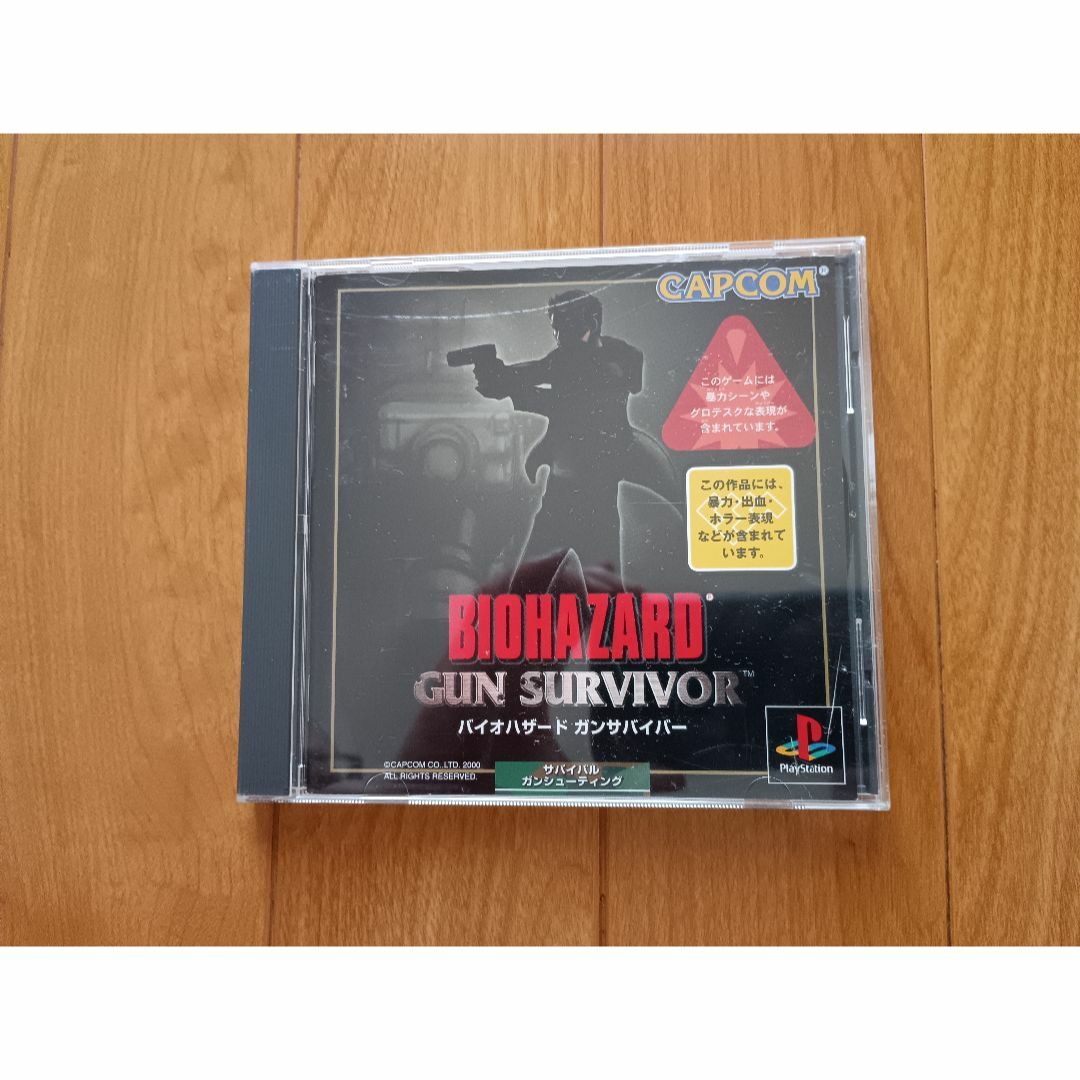 CAPCOM®
このゲームには
暴力シーンや
グロテスクな表現が
含まれています。
この作品には、
暴力・出血・
ホラー表現
などが含まれて
います。
BIOHAZARD®
GUN SURVIVOR™
バイオハザード ガンサバイバー
©CAPCOM CO.,LTD. 2000
ALL RIGHTS RESERVED.
サバイバル
ガンシューティング
PlayStation